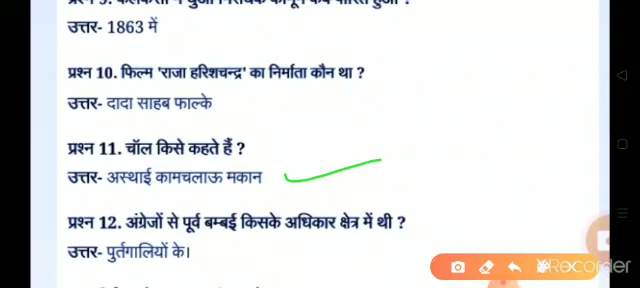 उत्तर- 1863 में
प्रश्न 10. फिल्म 'राजा हरिशचन्द्र' का निर्माता कौन था ?
उत्तर- दादा साहब फाल्के
प्रश्न 11. चॉल किसे कहते हैं ?
उत्तर- अस्थाई कामचलाऊ मकान
प्रश्न 12. अंग्रेजों से पूर्व बम्बई किसके अधिकार क्षेत्र में थी ?
उत्तर- पुर्तगालियों के।
Recorder